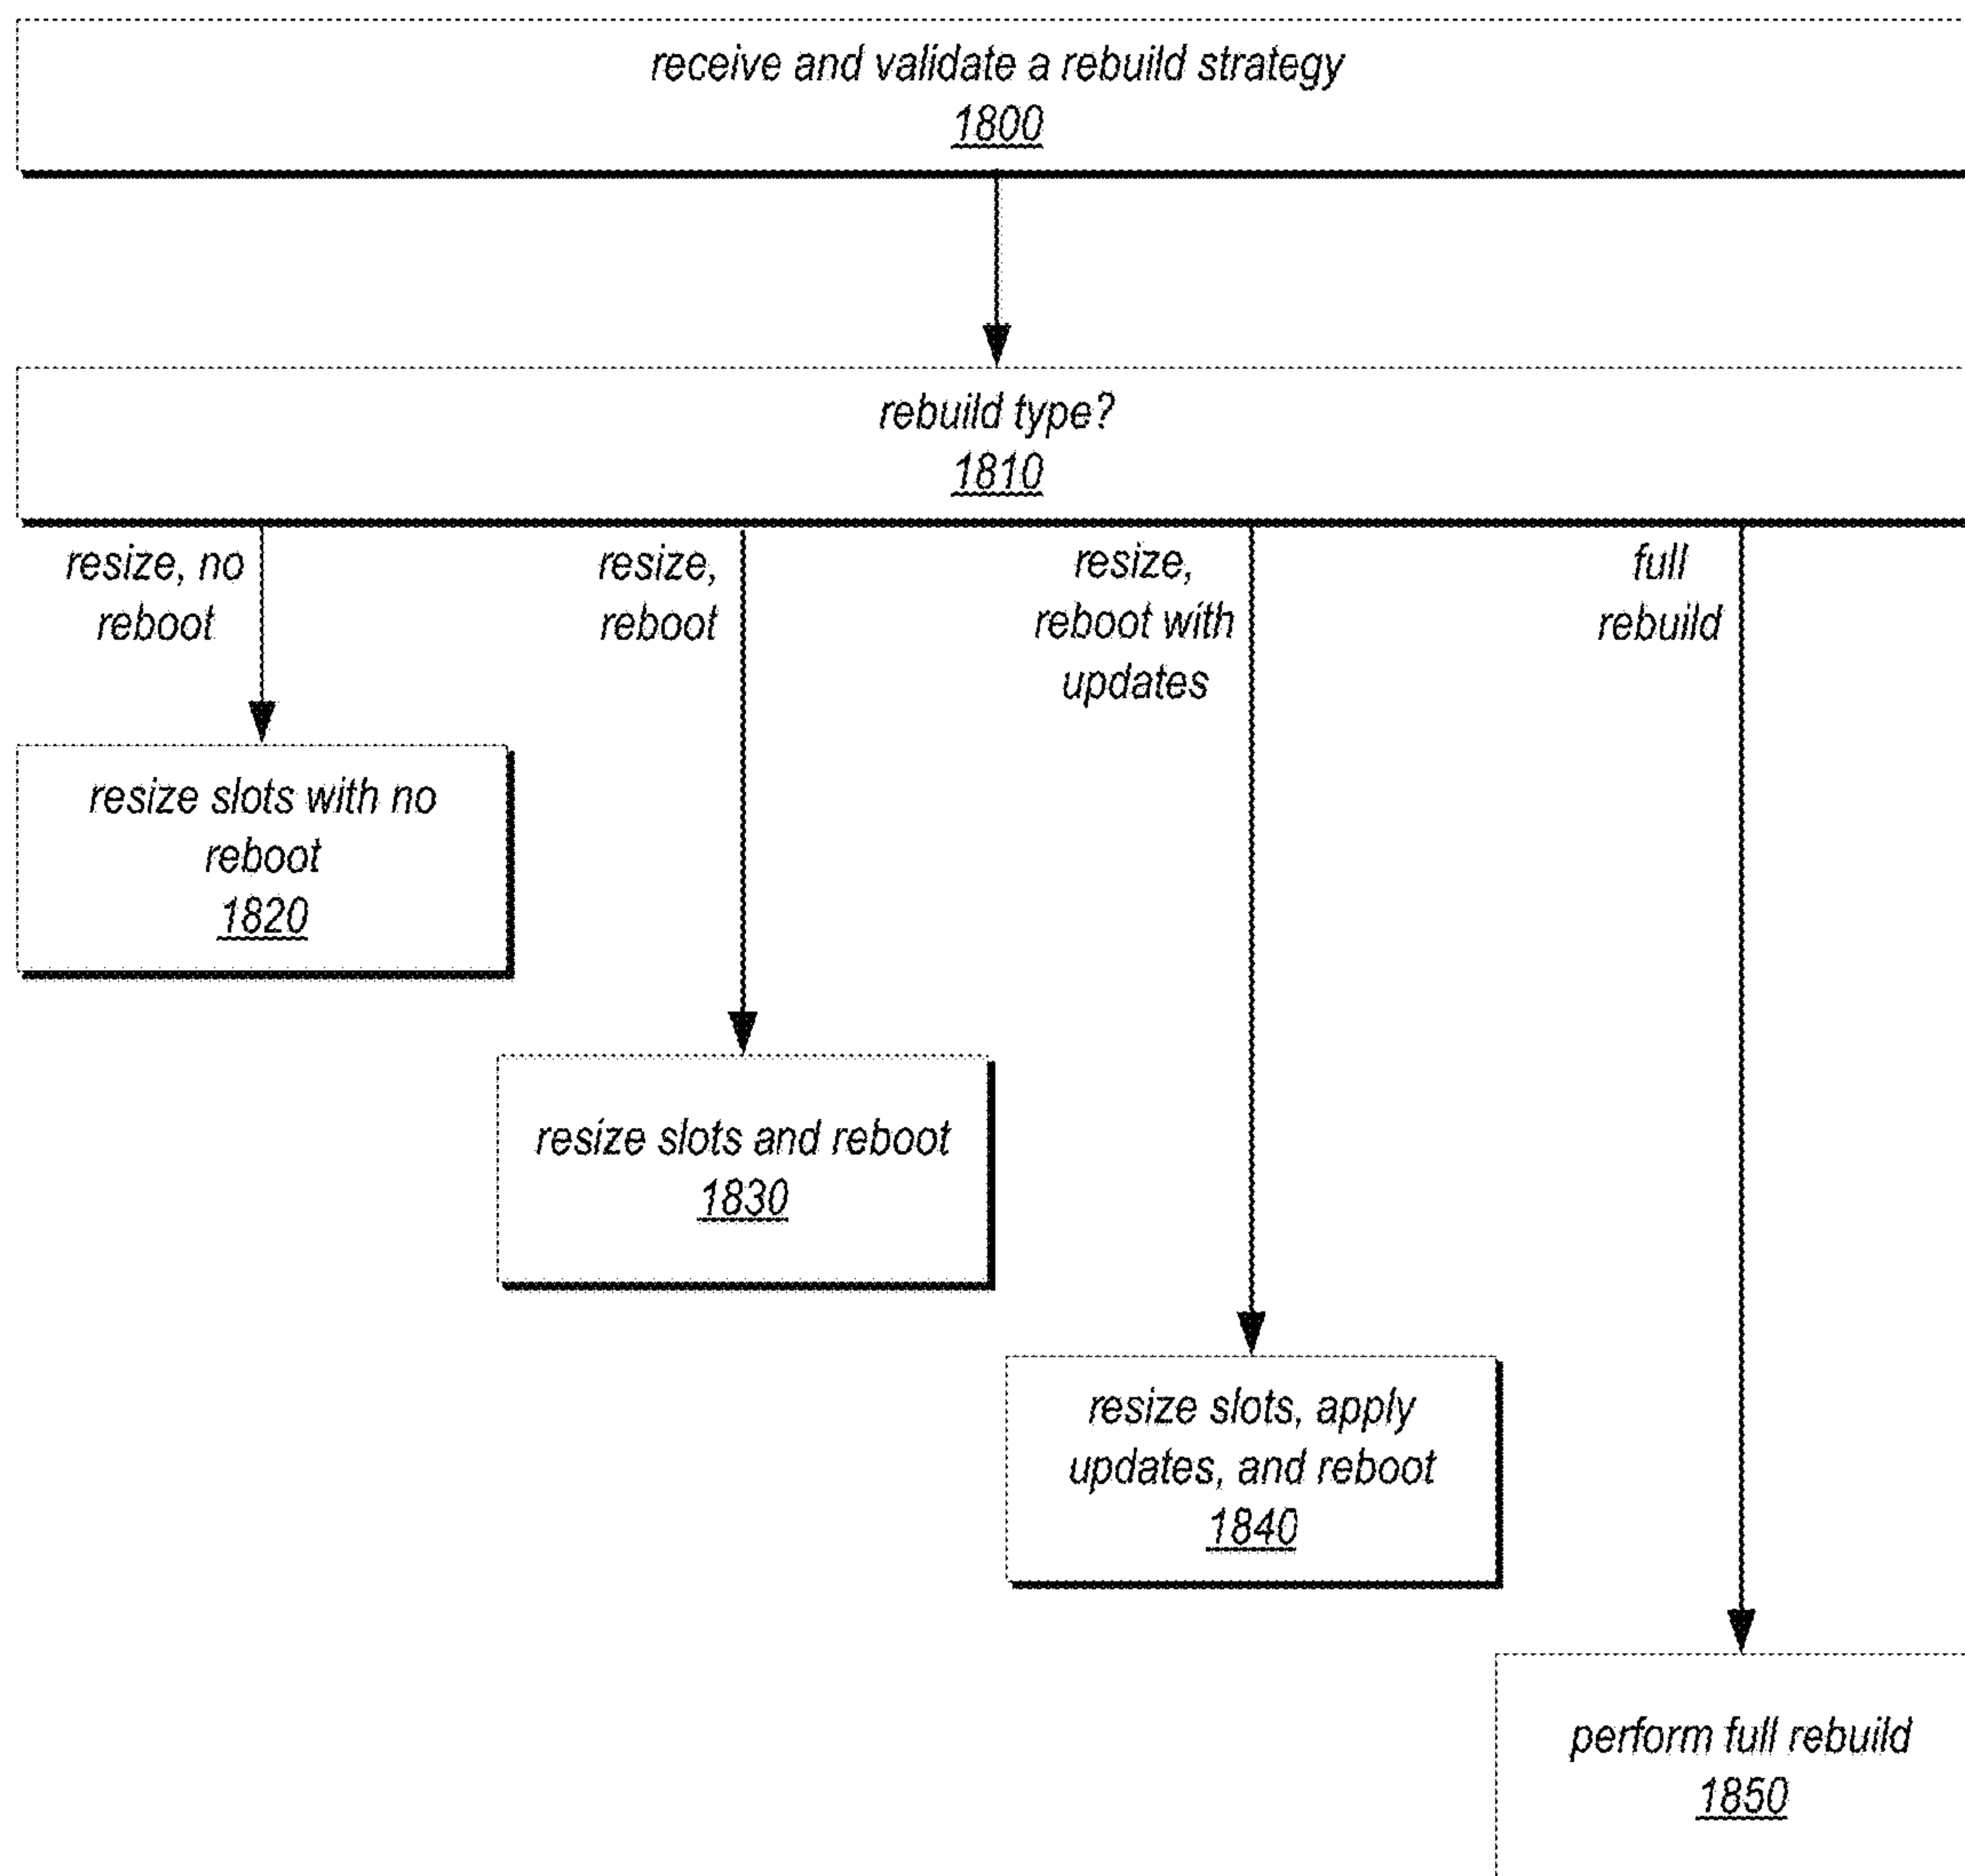 receive and validate a rebuild strategy
1800
rebuild type?
1810
resize, no
reboot
resize,
reboot
resize,
reboot with
updates
full
rebuild
resize slots with no
reboot
1820
resize slots and reboot
1830
resize slots, apply
updates, and reboot
1840
perform full rebuild
1850